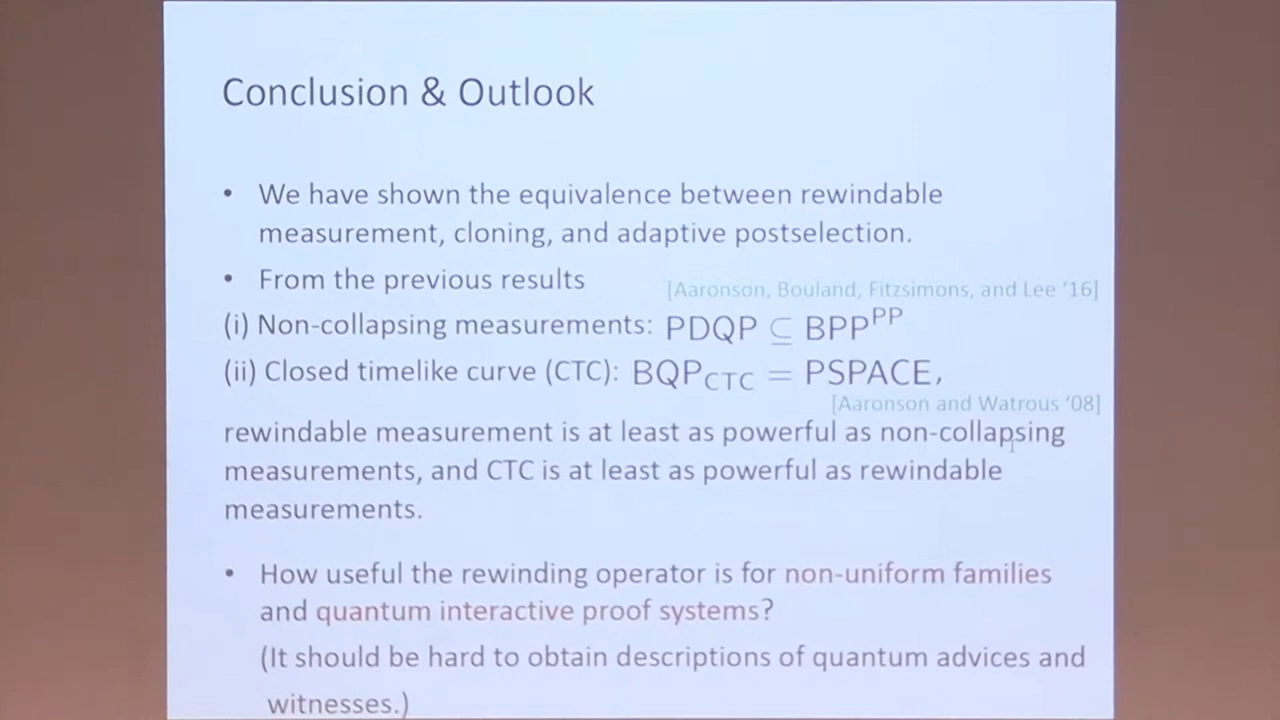 Conclusion & Outlook
• We have shown the equivalence between rewindable
measurement, cloning, and adaptive postselection.
• From the previous results
[Aaronson, Bouland, Fitzsimons, and Lee '16]
(i) Non-collapsing measurements: PDQP ⊆ BPP^PP
(ii) Closed timelike curve (CTC): BQP_CTC = PSPACE,
[Aaronson and Watrous '08]
rewindable measurement is at least as powerful as non-collapsing
measurements, and CTC is at least as powerful as rewindable
measurements.
• How useful the rewinding operator is for non-uniform families
and quantum interactive proof systems?
(It should be hard to obtain descriptions of quantum advices and
witnesses.)